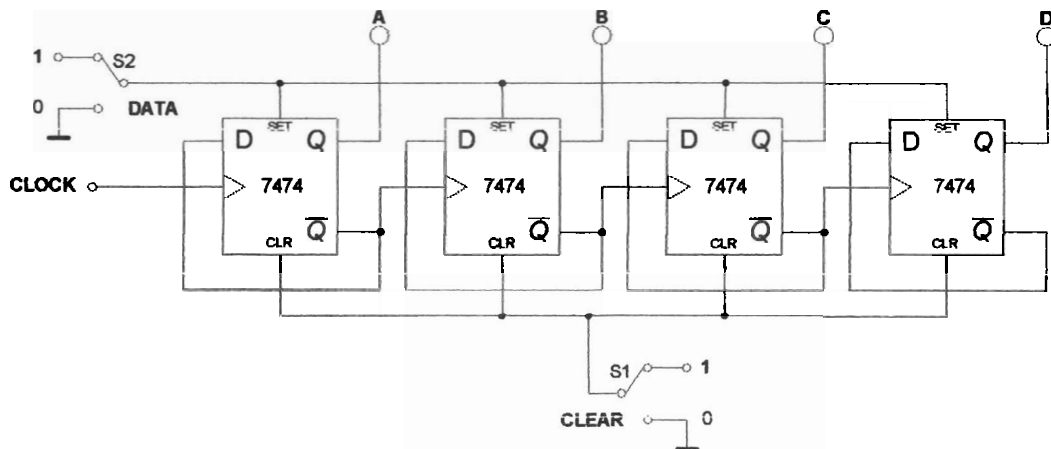 A B C D
1 S2
0 DATA
SET SET SET SET
D Q D Q D Q D Q
CLOCK 7474 7474 7474 7474
Q Q Q Q
CLR CLR CLR CLR
S1 1
CLEAR 0